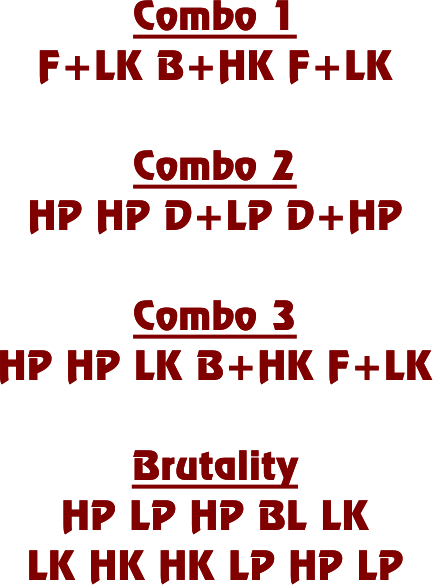 Combo 1
F+LK B+HK F+LK
Combo 2
HP HP D+LP D+HP
Combo 3
HP HP LK B+HK F+LK
Brutality
HP LP HP BL LK
LK HK HK LP HP LP